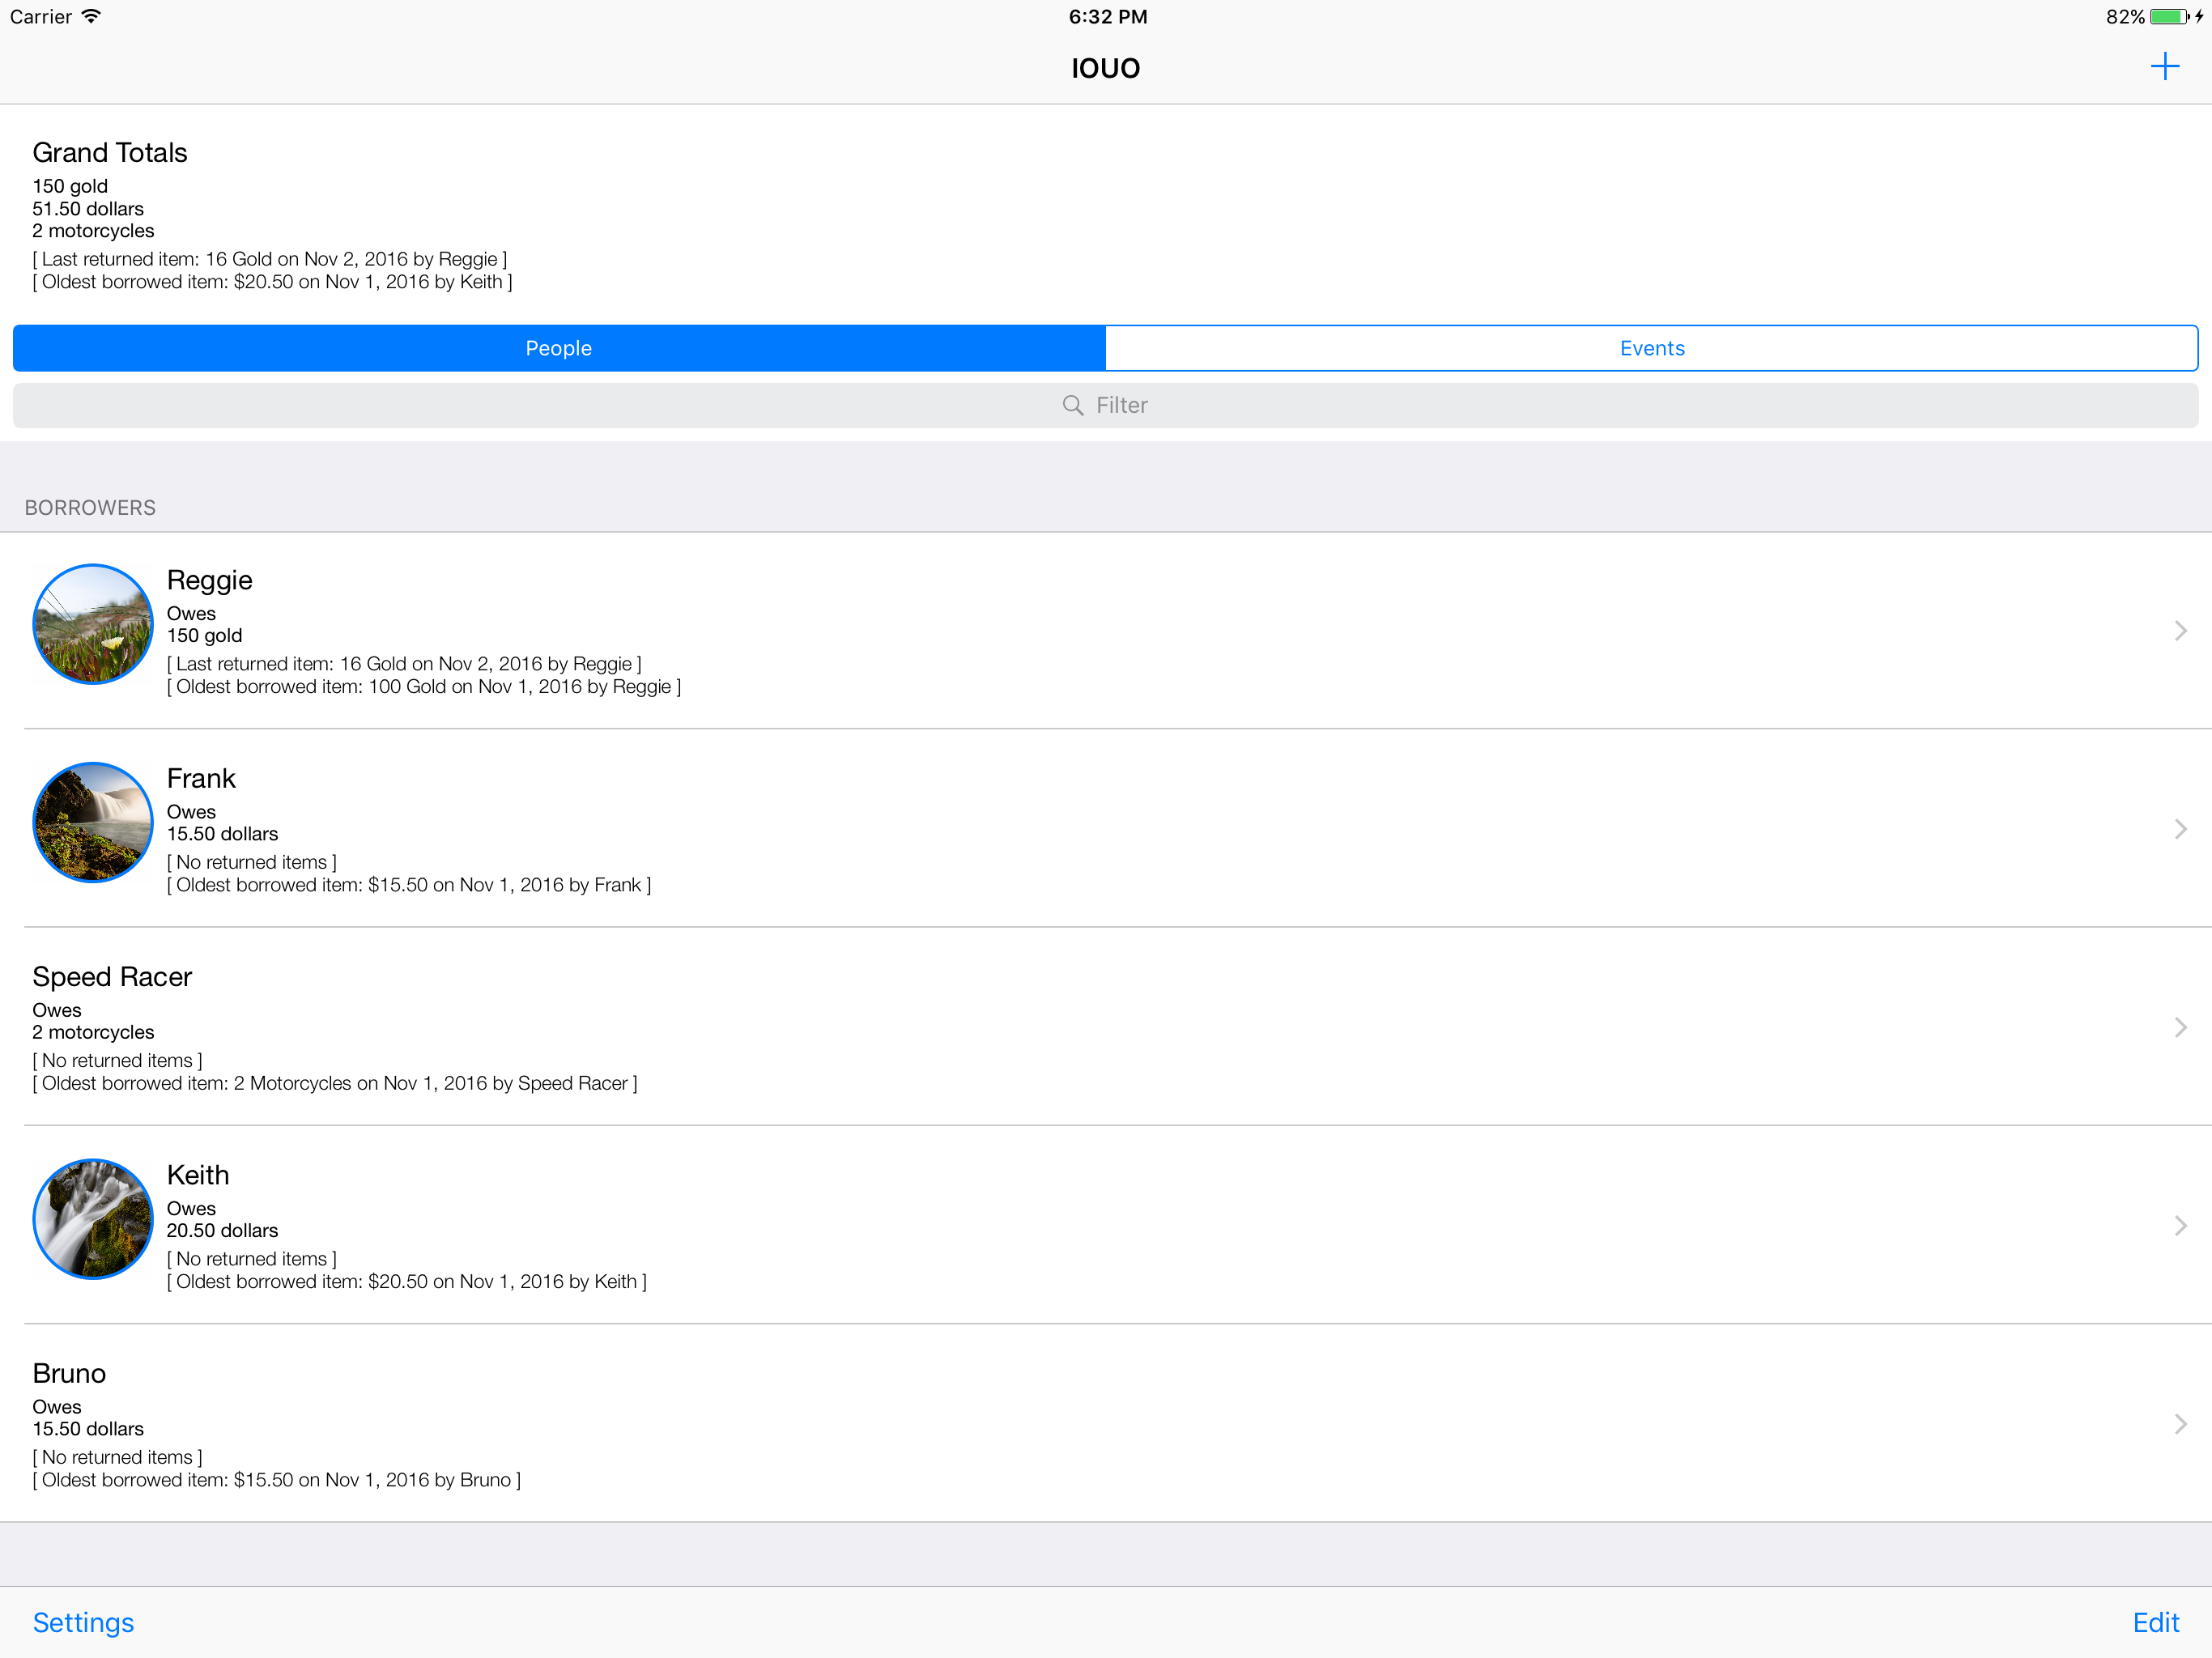 Carrier
6:32 PM
82%
IOUO
Grand Totals
150 gold
51.50 dollars
2 motorcycles
[ Last returned item: 16 Gold on Nov 2, 2016 by Reggie ]
[ Oldest borrowed item: $20.50 on Nov 1, 2016 by Keith ]
People
Events
Filter
BORROWERS
Reggie
Owes
150 gold
[ Last returned item: 16 Gold on Nov 2, 2016 by Reggie ]
[ Oldest borrowed item: 100 Gold on Nov 1, 2016 by Reggie ]
Frank
Owes
15.50 dollars
[ No returned items ]
[ Oldest borrowed item: $15.50 on Nov 1, 2016 by Frank ]
Speed Racer
Owes
2 motorcycles
[ No returned items ]
[ Oldest borrowed item: 2 Motorcycles on Nov 1, 2016 by Speed Racer ]
Keith
Owes
20.50 dollars
[ No returned items ]
[ Oldest borrowed item: $20.50 on Nov 1, 2016 by Keith ]
Bruno
Owes
15.50 dollars
[ No returned items ]
[ Oldest borrowed item: $15.50 on Nov 1, 2016 by Bruno ]
Settings
Edit